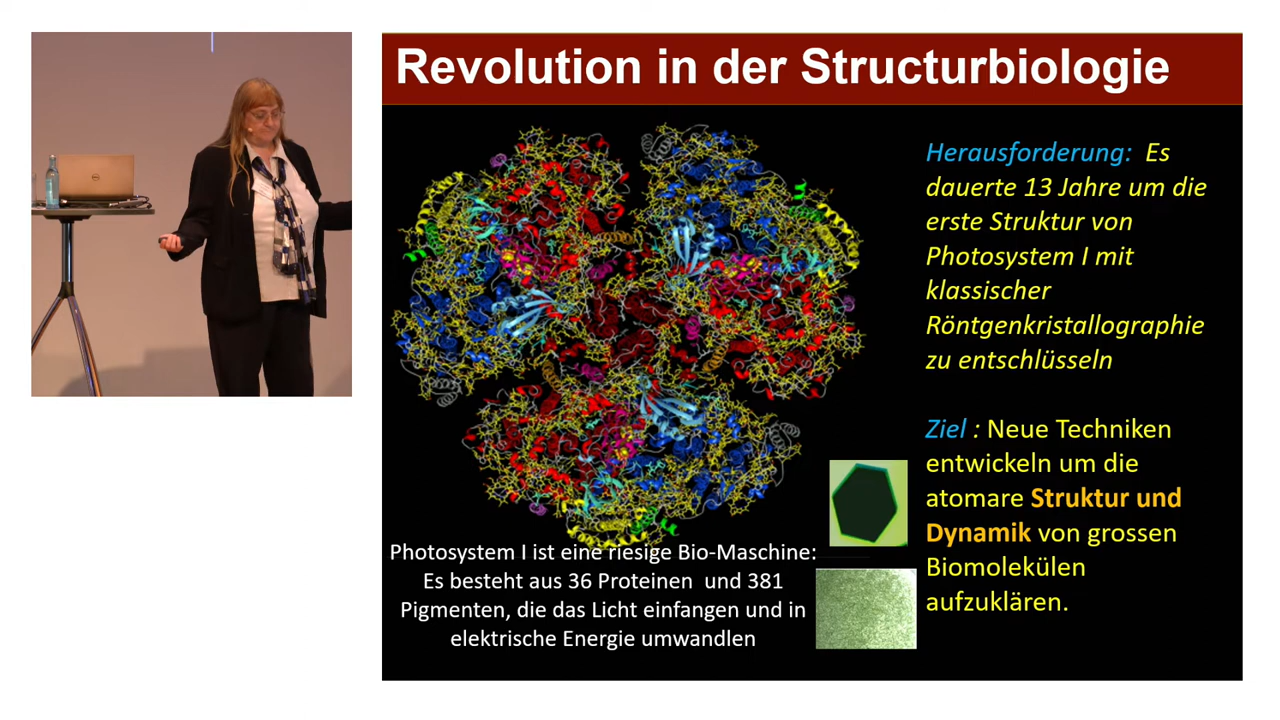 Revolution in der Structurbiologie
Herausforderung: Es
dauerte 13 Jahre um die
erste Struktur von
Photosystem I mit
klassischer
Röntgenkristallographie
zu entschlüsseln
Ziel : Neue Techniken
entwickeln um die
atomare Struktur und
Dynamik von grossen
Biomolekülen
aufzuklären.
Photosystem I ist eine riesige Bio-Maschine:
Es besteht aus 36 Proteinen und 381
Pigmenten, die das Licht einfangen und in
elektrische Energie umwandlen